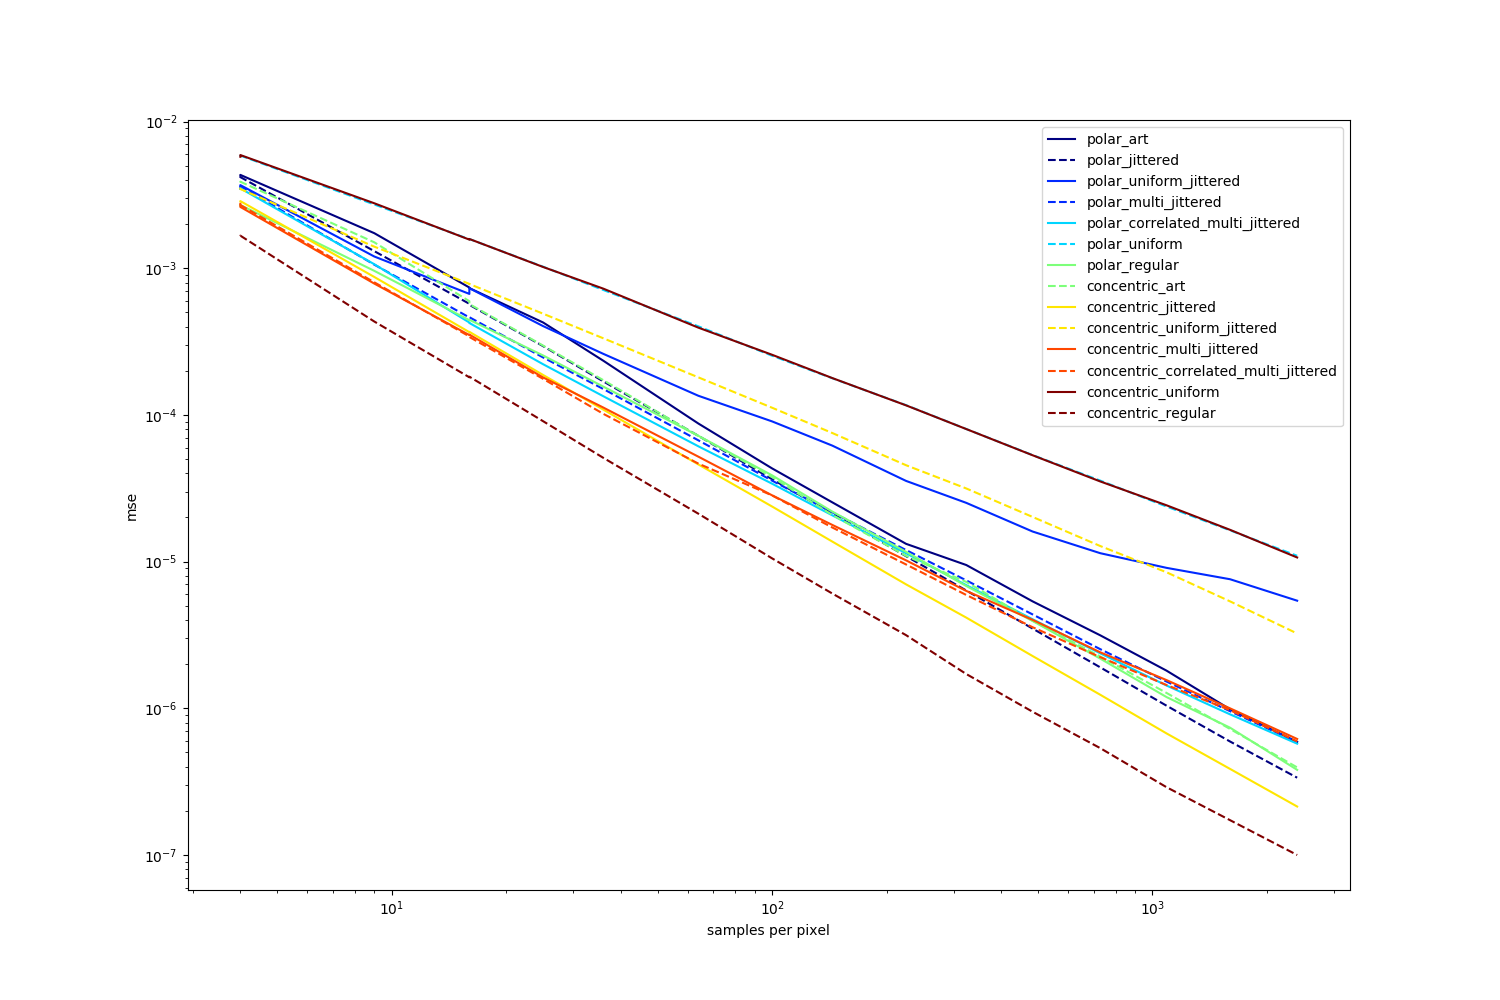 10⁻²
10⁻³
10⁻⁴
10⁻⁵
10⁻⁶
10⁻⁷
mse
10¹
10²
10³
samples per pixel
polar_art
polar_jittered
polar_uniform_jittered
polar_multi_jittered
polar_correlated_multi_jittered
polar_uniform
polar_regular
concentric_art
concentric_jittered
concentric_uniform_jittered
concentric_multi_jittered
concentric_correlated_multi_jittered
concentric_uniform
concentric_regular